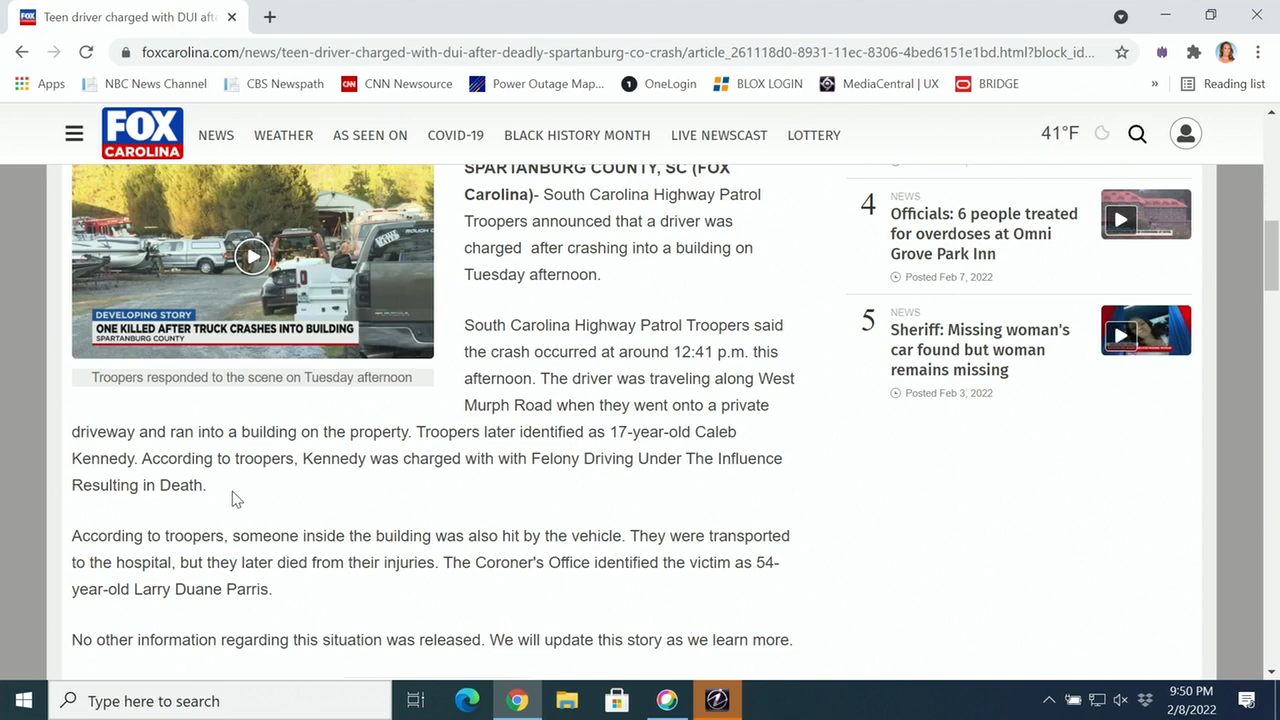 Teen driver charged with DUI afte
foxcarolina.com/news/teen-driver-charged-with-dui-after-deadly-spartanburg-co-crash/article_261118d0-8931-11ec-8306-4bed6151e1bd.html?block_id...
Apps NBC News Channel CBS Newspath CNN CNN Newsource Power Outage Map... 1 OneLogin BLOX LOGIN MediaCentral | UX BRIDGE » Reading list
FOX
CAROLINA
NEWS WEATHER AS SEEN ON COVID-19 BLACK HISTORY MONTH LIVE NEWSCAST LOTTERY 41°F
DEVELOPING STORY
ONE KILLED AFTER TRUCK CRASHES INTO BUILDING
SPARTANBURG COUNTY
Troopers responded to the scene on Tuesday afternoon
SPARTANBURG COUNTY, SC (FOX
Carolina)- South Carolina Highway Patrol
Troopers announced that a driver was
charged after crashing into a building on
Tuesday afternoon.
South Carolina Highway Patrol Troopers said
the crash occurred at around 12:41 p.m. this
afternoon. The driver was traveling along West
Murph Road when they went onto a private
driveway and ran into a building on the property. Troopers later identified as 17-year-old Caleb
Kennedy. According to troopers, Kennedy was charged with with Felony Driving Under The Influence
Resulting in Death.
According to troopers, someone inside the building was also hit by the vehicle. They were transported
to the hospital, but they later died from their injuries. The Coroner's Office identified the victim as 54-
year-old Larry Duane Parris.
No other information regarding this situation was released. We will update this story as we learn more.
4
NEWS
Officials: 6 people treated
for overdoses at Omni
Grove Park Inn
Posted Feb 7, 2022
5
NEWS
Sheriff: Missing woman's
car found but woman
remains missing
Posted Feb 3, 2022
Type here to search
9:50 PM
2/8/2022